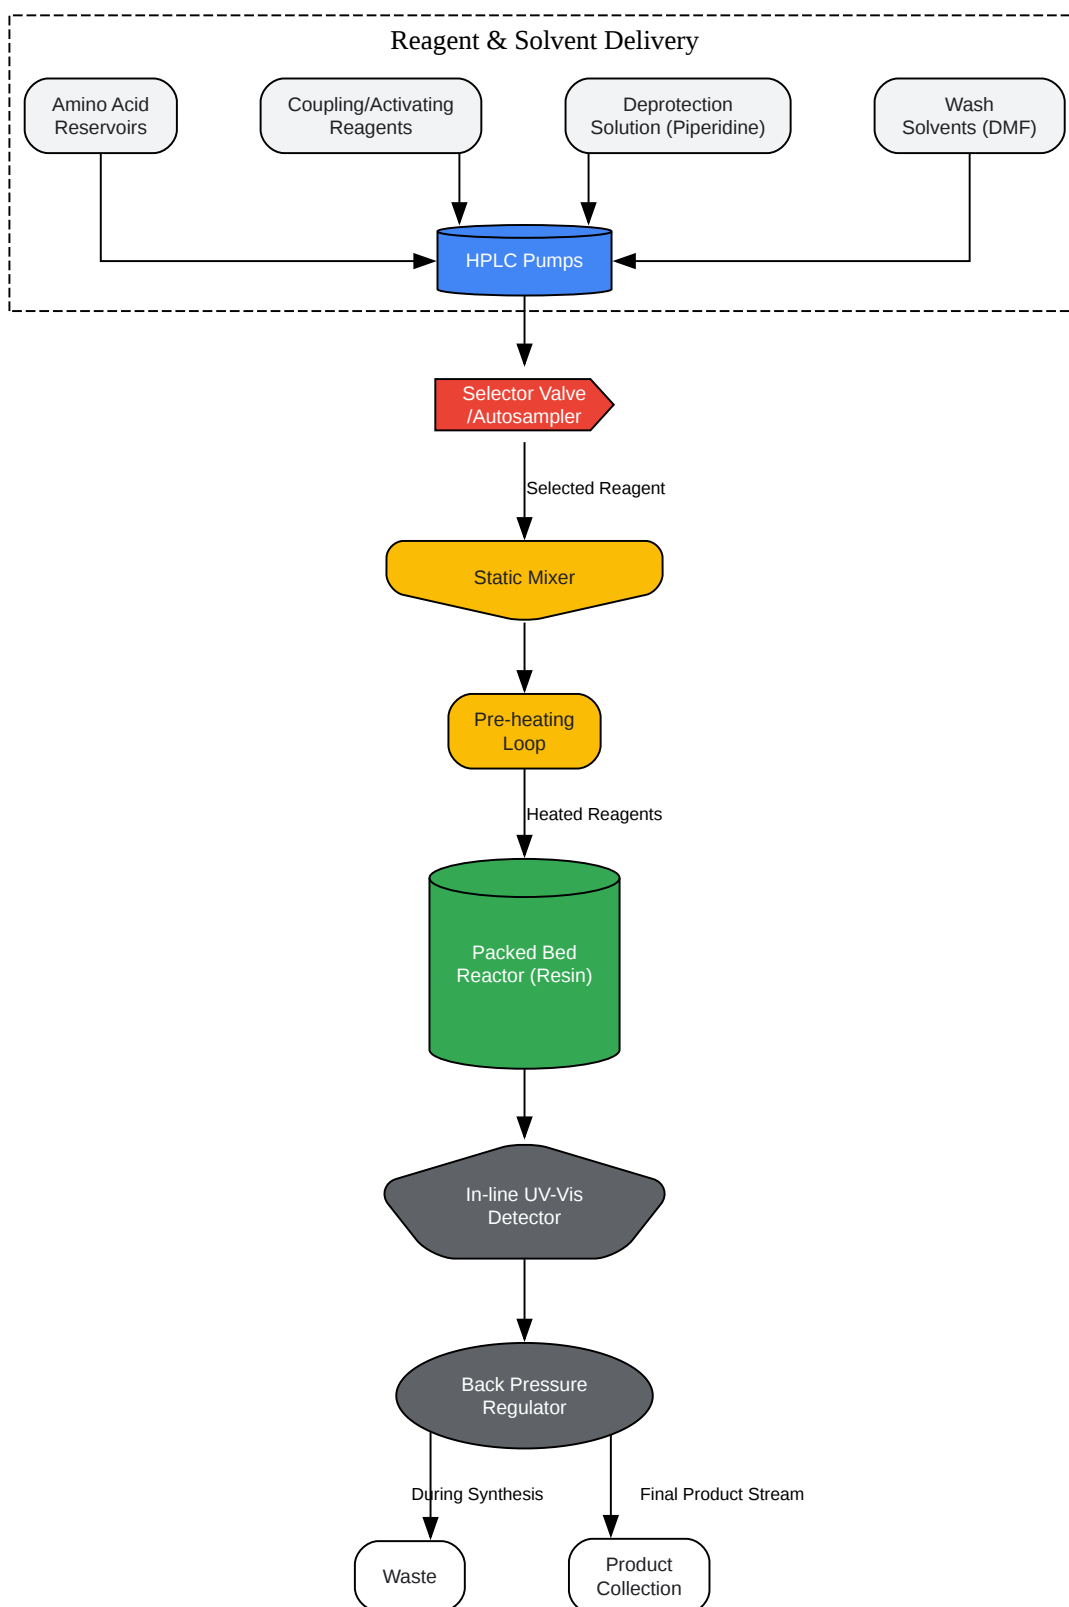 Reagent & Solvent Delivery
Amino Acid
Reservoirs
Coupling/Activating
Reagents
Deprotection
Solution (Piperidine)
Wash
Solvents (DMF)
HPLC Pumps
Selector Valve
/Autosampler
Selected Reagent
Static Mixer
Pre-heating
Loop
Heated Reagents
Packed Bed
Reactor (Resin)
In-line UV-Vis
Detector
Back Pressure
Regulator
During Synthesis
Final Product Stream
Waste
Product
Collection